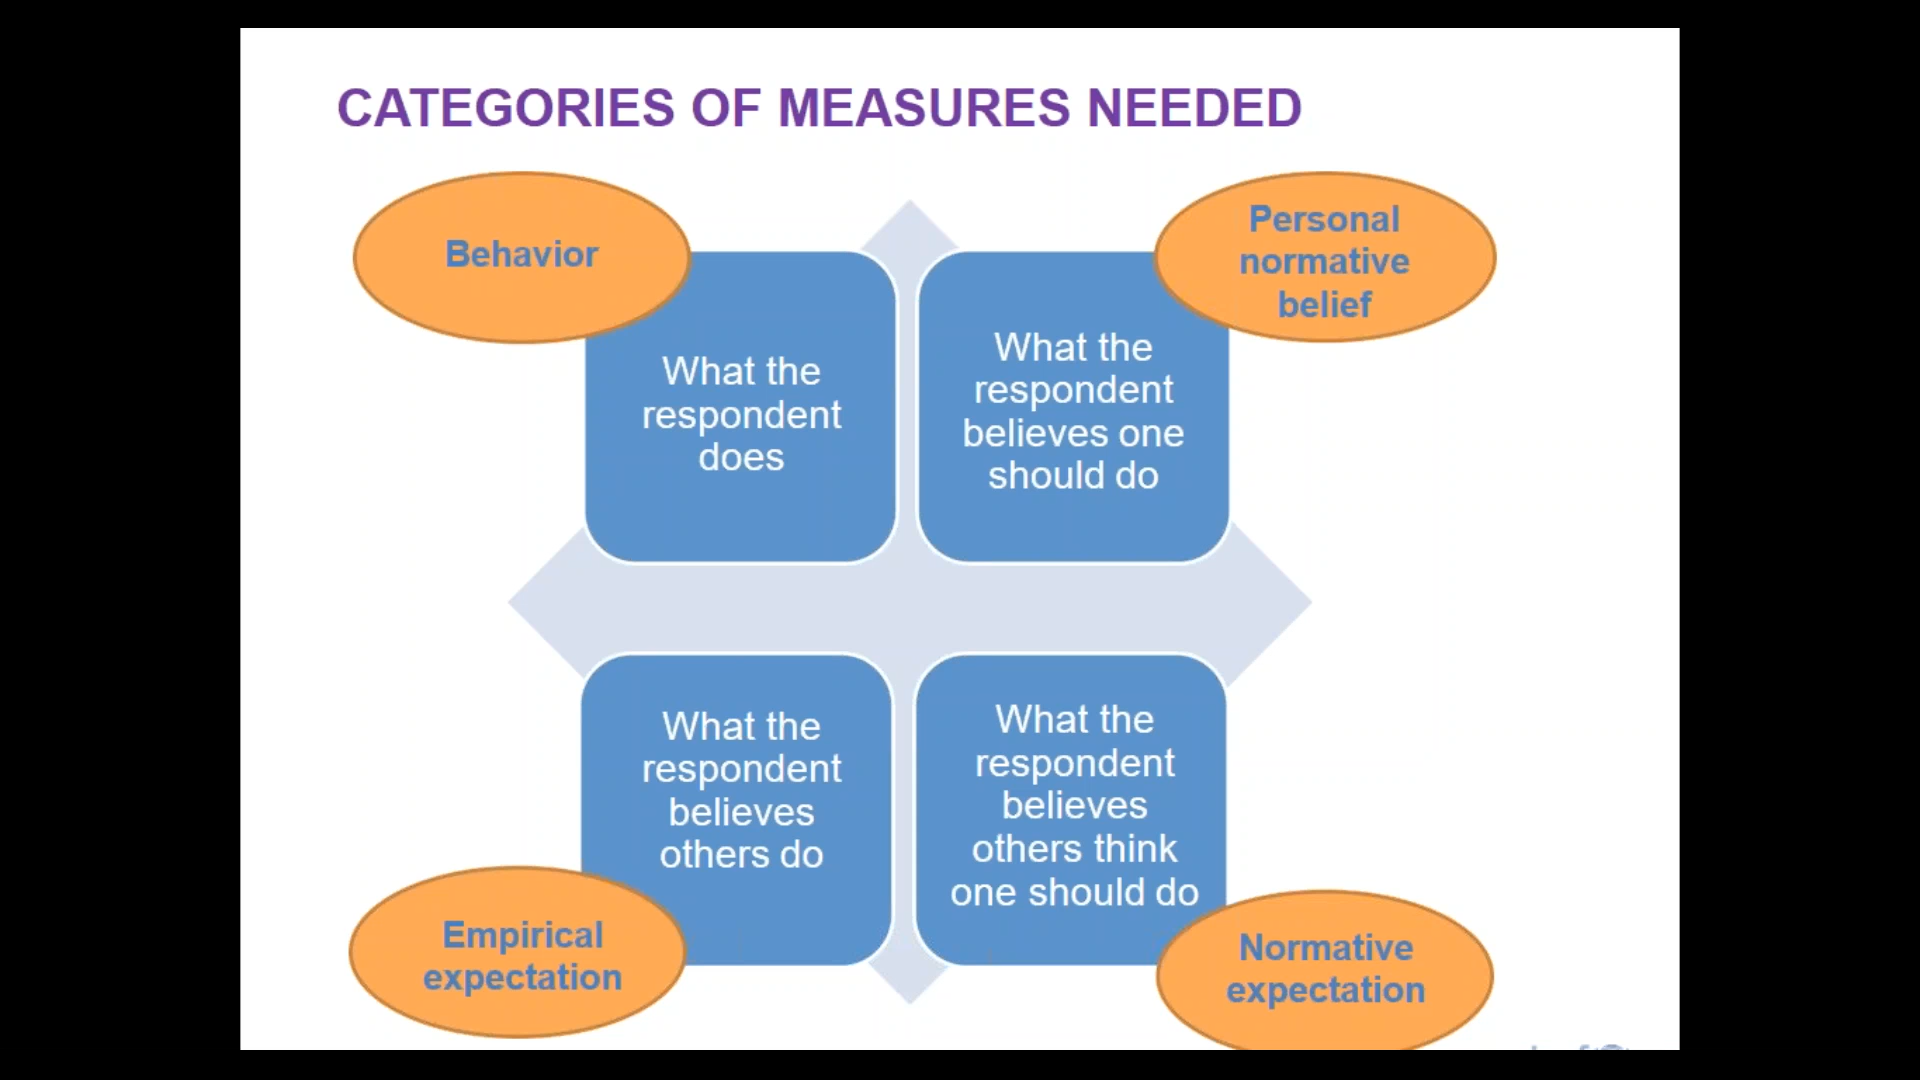 CATEGORIES OF MEASURES NEEDED
Behavior
What the
respondent
does
Personal
normative
belief
What the
respondent
believes one
should do
What the
respondent
believes
others do
Empirical
expectation
What the
respondent
believes
others think
one should do
Normative
expectation